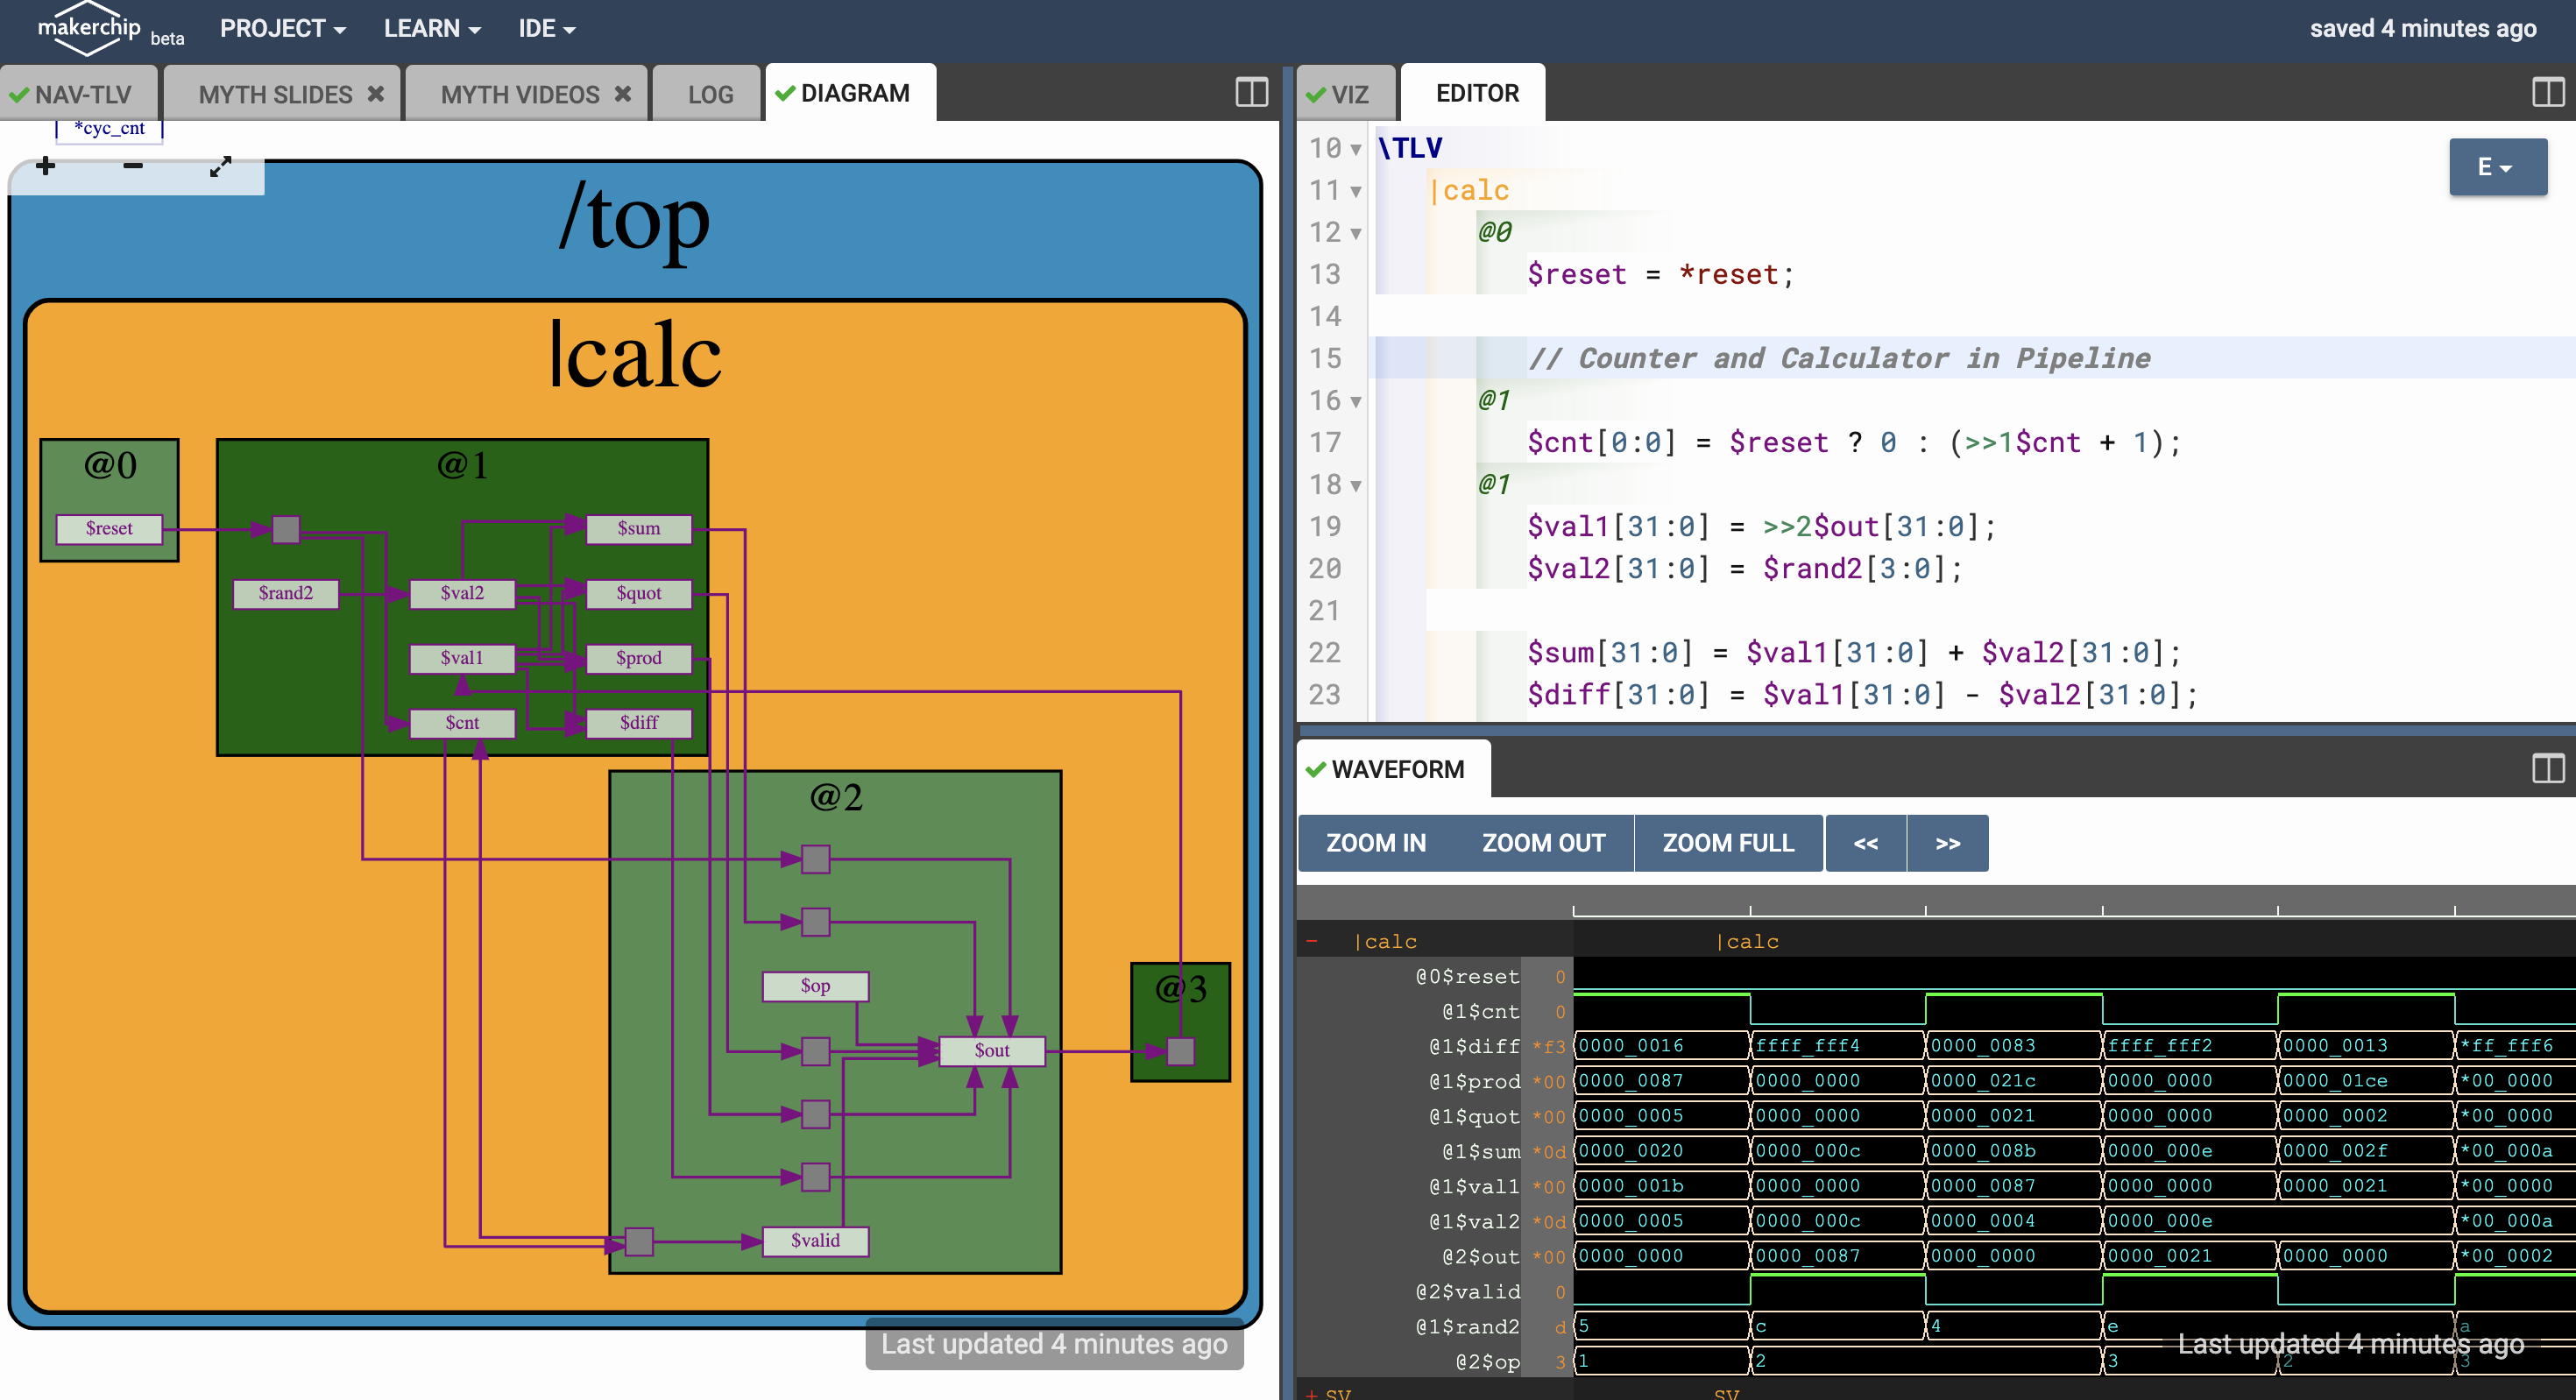 makerchip beta PROJECT LEARN IDE saved 4 minutes ago
NAV-TLV MYTH SLIDES MYTH VIDEOS LOG DIAGRAM
*cyc_cnt
+ −
/top
|calc
@0
$reset
@1
$sum
$rand2 $val2 $quot
$val1 $prod
$cnt $diff
@2
$op
$out
$valid
@3
Last updated 4 minutes ago
VIZ EDITOR
E
10 \TLV
11 |calc
12 @0
13 $reset = *reset;
14
15 // Counter and Calculator in Pipeline
16 @1
17 $cnt[0:0] = $reset ? 0 : (>>1$cnt + 1);
18 @1
19 $val1[31:0] = >>2$out[31:0];
20 $val2[31:0] = $rand2[3:0];
21
22 $sum[31:0] = $val1[31:0] + $val2[31:0];
23 $diff[31:0] = $val1[31:0] - $val2[31:0];
WAVEFORM
ZOOM IN ZOOM OUT ZOOM FULL << >>
- |calc |calc
@0$reset 0
@1$cnt 0
@1$diff *f3 0000_0016 ffff_fff4 0000_0083 ffff_fff2 0000_0013 *ff_fff6
@1$prod *00 0000_0087 0000_0000 0000_021c 0000_0000 0000_01ce *00_0000
@1$quot *00 0000_0005 0000_0000 0000_0021 0000_0000 0000_0002 *00_0000
@1$sum *0d 0000_0020 0000_000c 0000_008b 0000_000e 0000_002f *00_000a
@1$val1 *00 0000_001b 0000_0000 0000_0087 0000_0000 0000_0021 *00_0000
@1$val2 *0d 0000_0005 0000_000c 0000_0004 0000_000e *00_000a
@2$out *00 0000_0000 0000_0087 0000_0000 0000_0021 0000_0000 *00_0002
@2$valid 0
@1$rand2 d 5 c 4 e a
Last updated 4 minutes ago
@2$op 3 1 2 3 2 3
+ SV SV